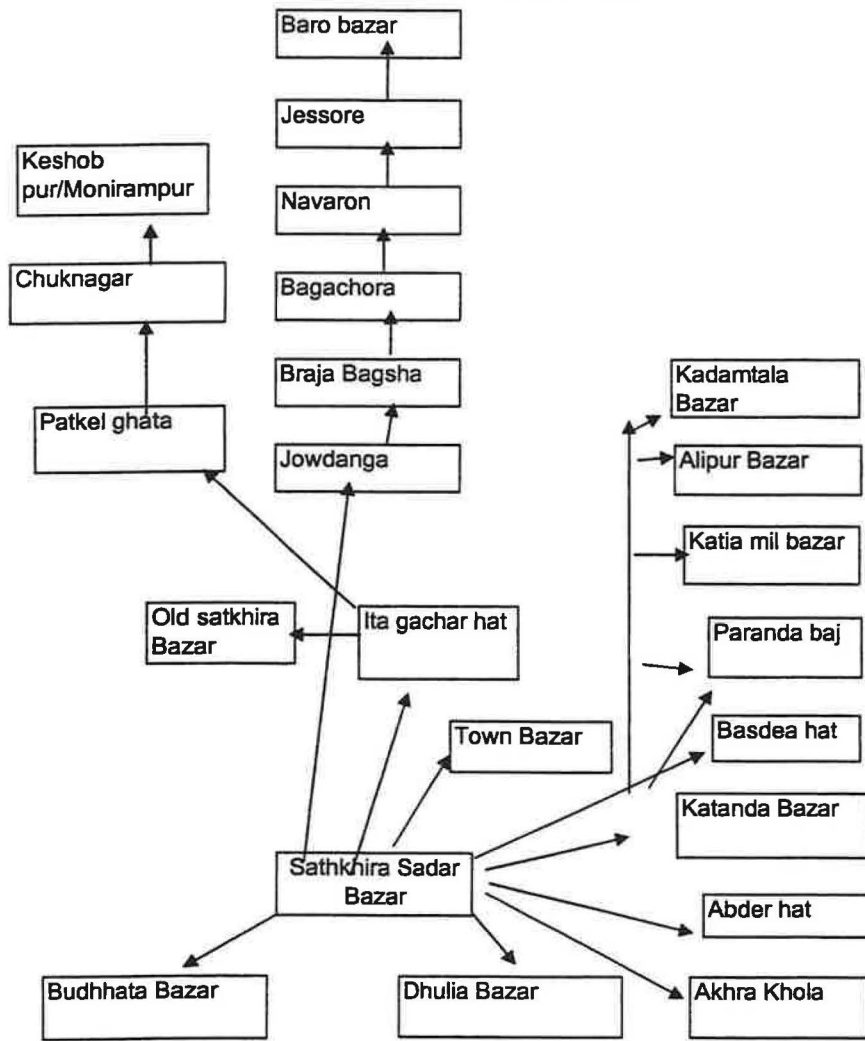 Baro bazar
Jessore
Keshob
pur/Monirampur
Navaron
Chuknagar
Bagachora
Braja Bagsha
Kadamtala
Bazar
Patkel ghata
Jowdanga
Alipur Bazar
Katia mil bazar
Old satkhira
Bazar
Ita gachar hat
Paranda baj
Town Bazar
Basdea hat
Katanda Bazar
Sathkhira Sadar
Bazar
Abder hat
Budhhata Bazar
Dhulia Bazar
Akhra Khola